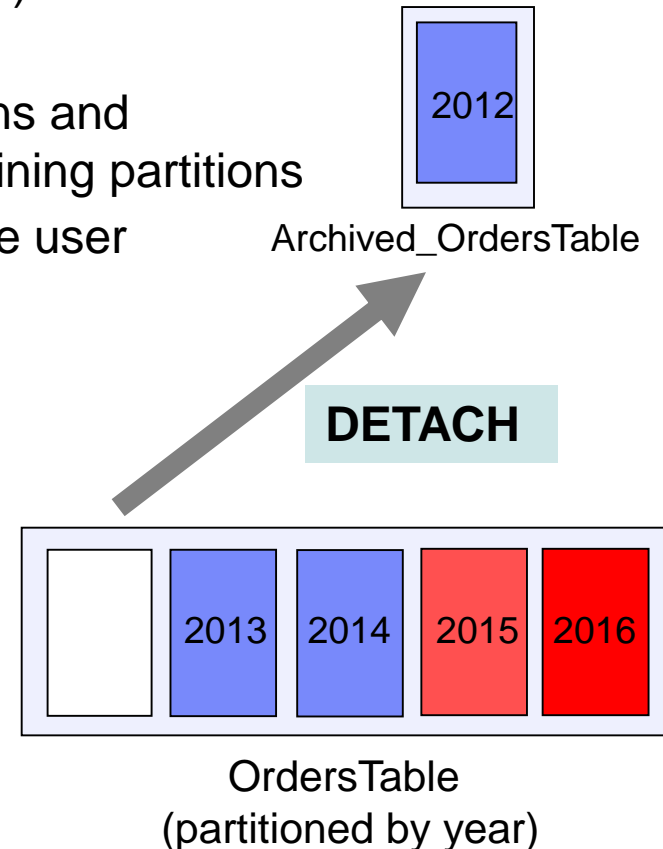 )
2012
ns and
ining partitions
e user
Archived_OrdersTable
DETACH
2013 2014 2015 2016
OrdersTable
(partitioned by year)